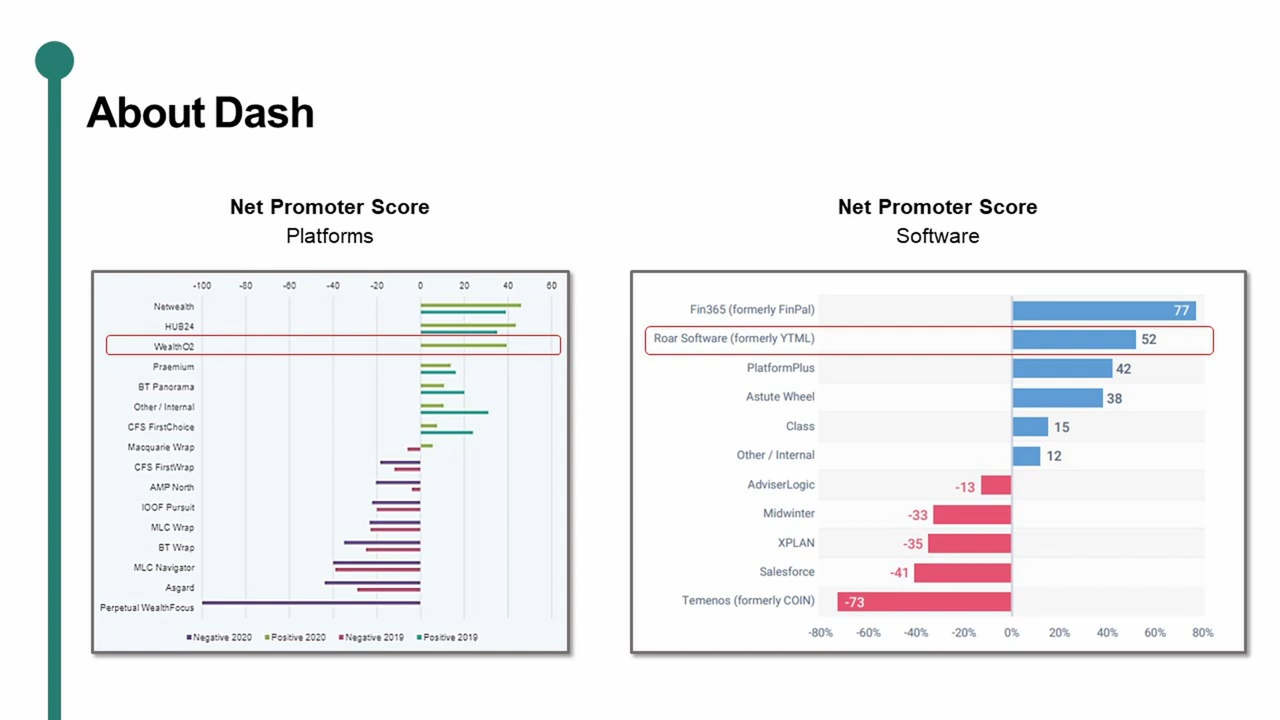 About Dash
Net Promoter Score
Platforms
-100 -80 -60 -40 -20 0 20 40 60
Netwealth
HUB24
WealthO2
Praemium
BT Panorama
Other / Internal
CFS FirstChoice
Macquarie Wrap
CFS FirstWrap
AMP North
IOOF Pursuit
MLC Wrap
BT Wrap
MLC Navigator
Asgard
Perpetual WealthFocus
Negative 2020 Positive 2020 Negative 2019 Positive 2019
Net Promoter Score
Software
Fin365 (formerly FinPal) 77
Roar Software (formerly YTML) 52
PlatformPlus 42
Astute Wheel 38
Class 15
Other / Internal 12
AdviserLogic -13
Midwinter -33
XPLAN -35
Salesforce -41
Temenos (formerly COIN) -73
-80% -60% -40% -20% 0% 20% 40% 60% 80%